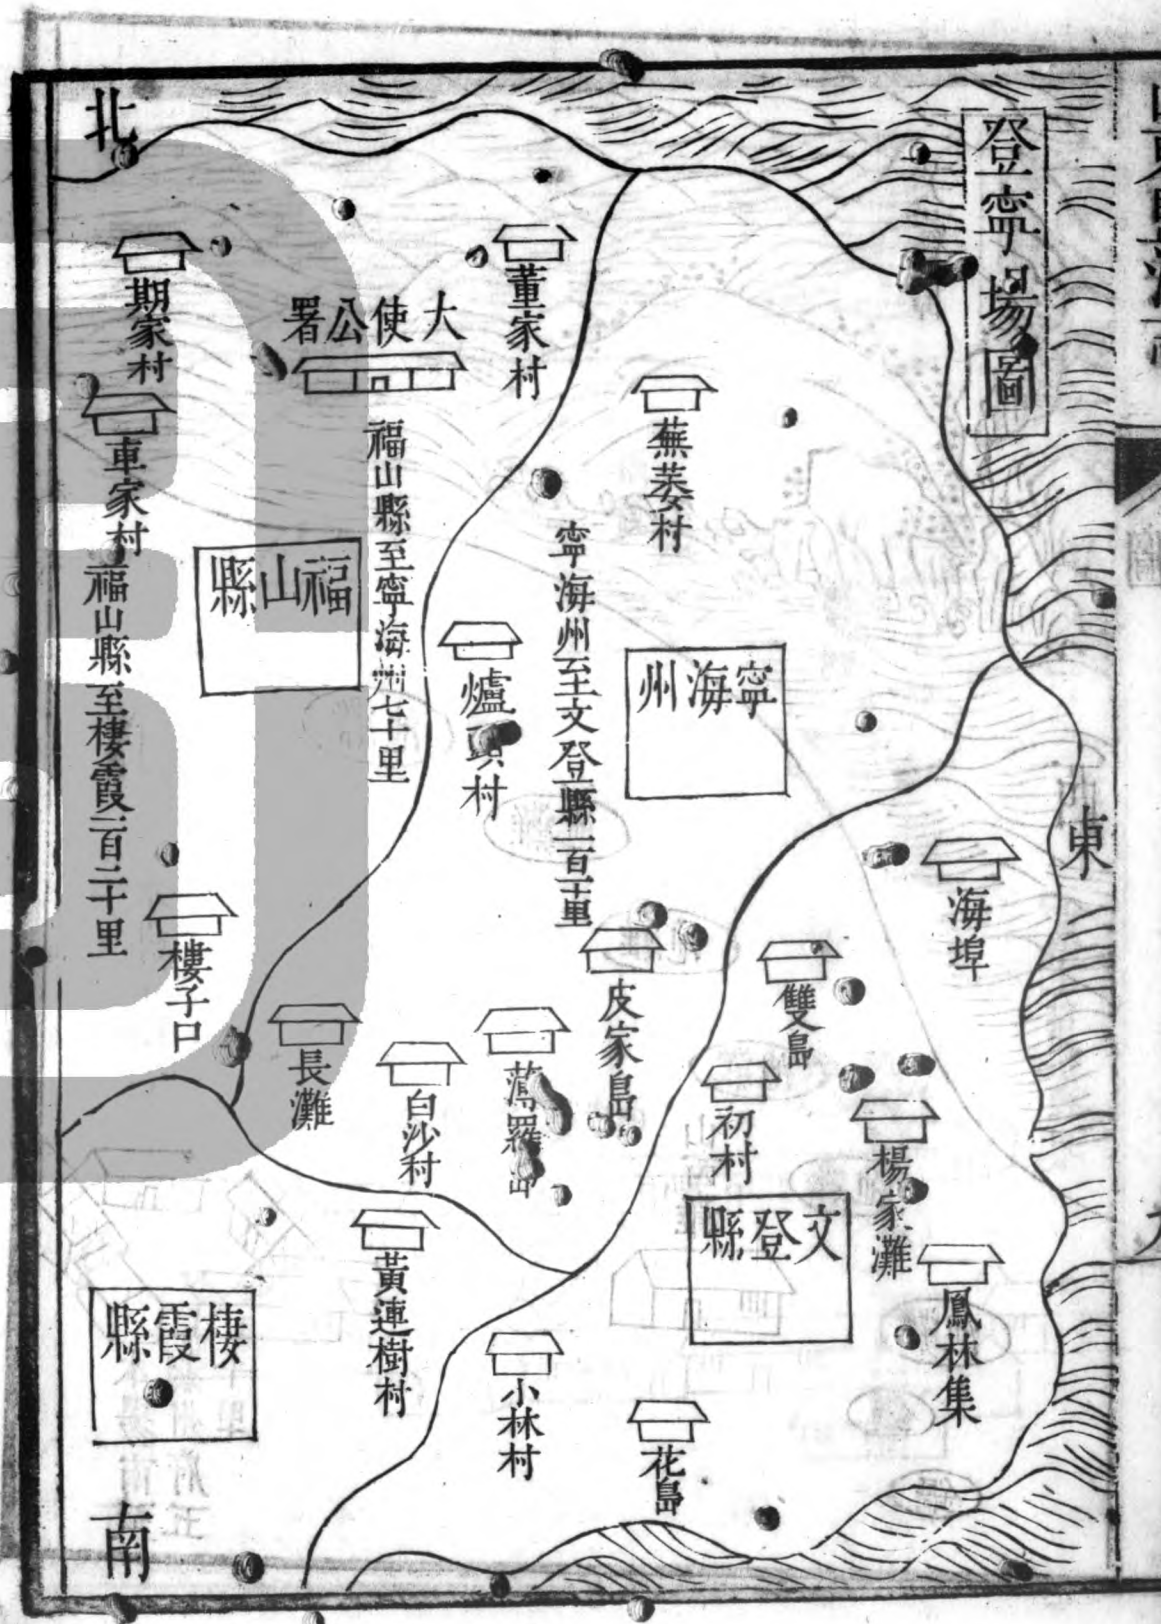 登寧場圖
東
北
南
董家村
大使公署
期家村
車家村
蕪蔞村
福山縣至寧海州七十里
福山縣
福山縣至棲霞一百二十里
寧海州至文登縣一百二十里
寧海州
爐頭村
海埠
樓子口
皮家島
雙島
長灘
白沙村
初村
楊家灘
文登縣
鳳林集
黃連樹村
棲霞縣
小林村
花島